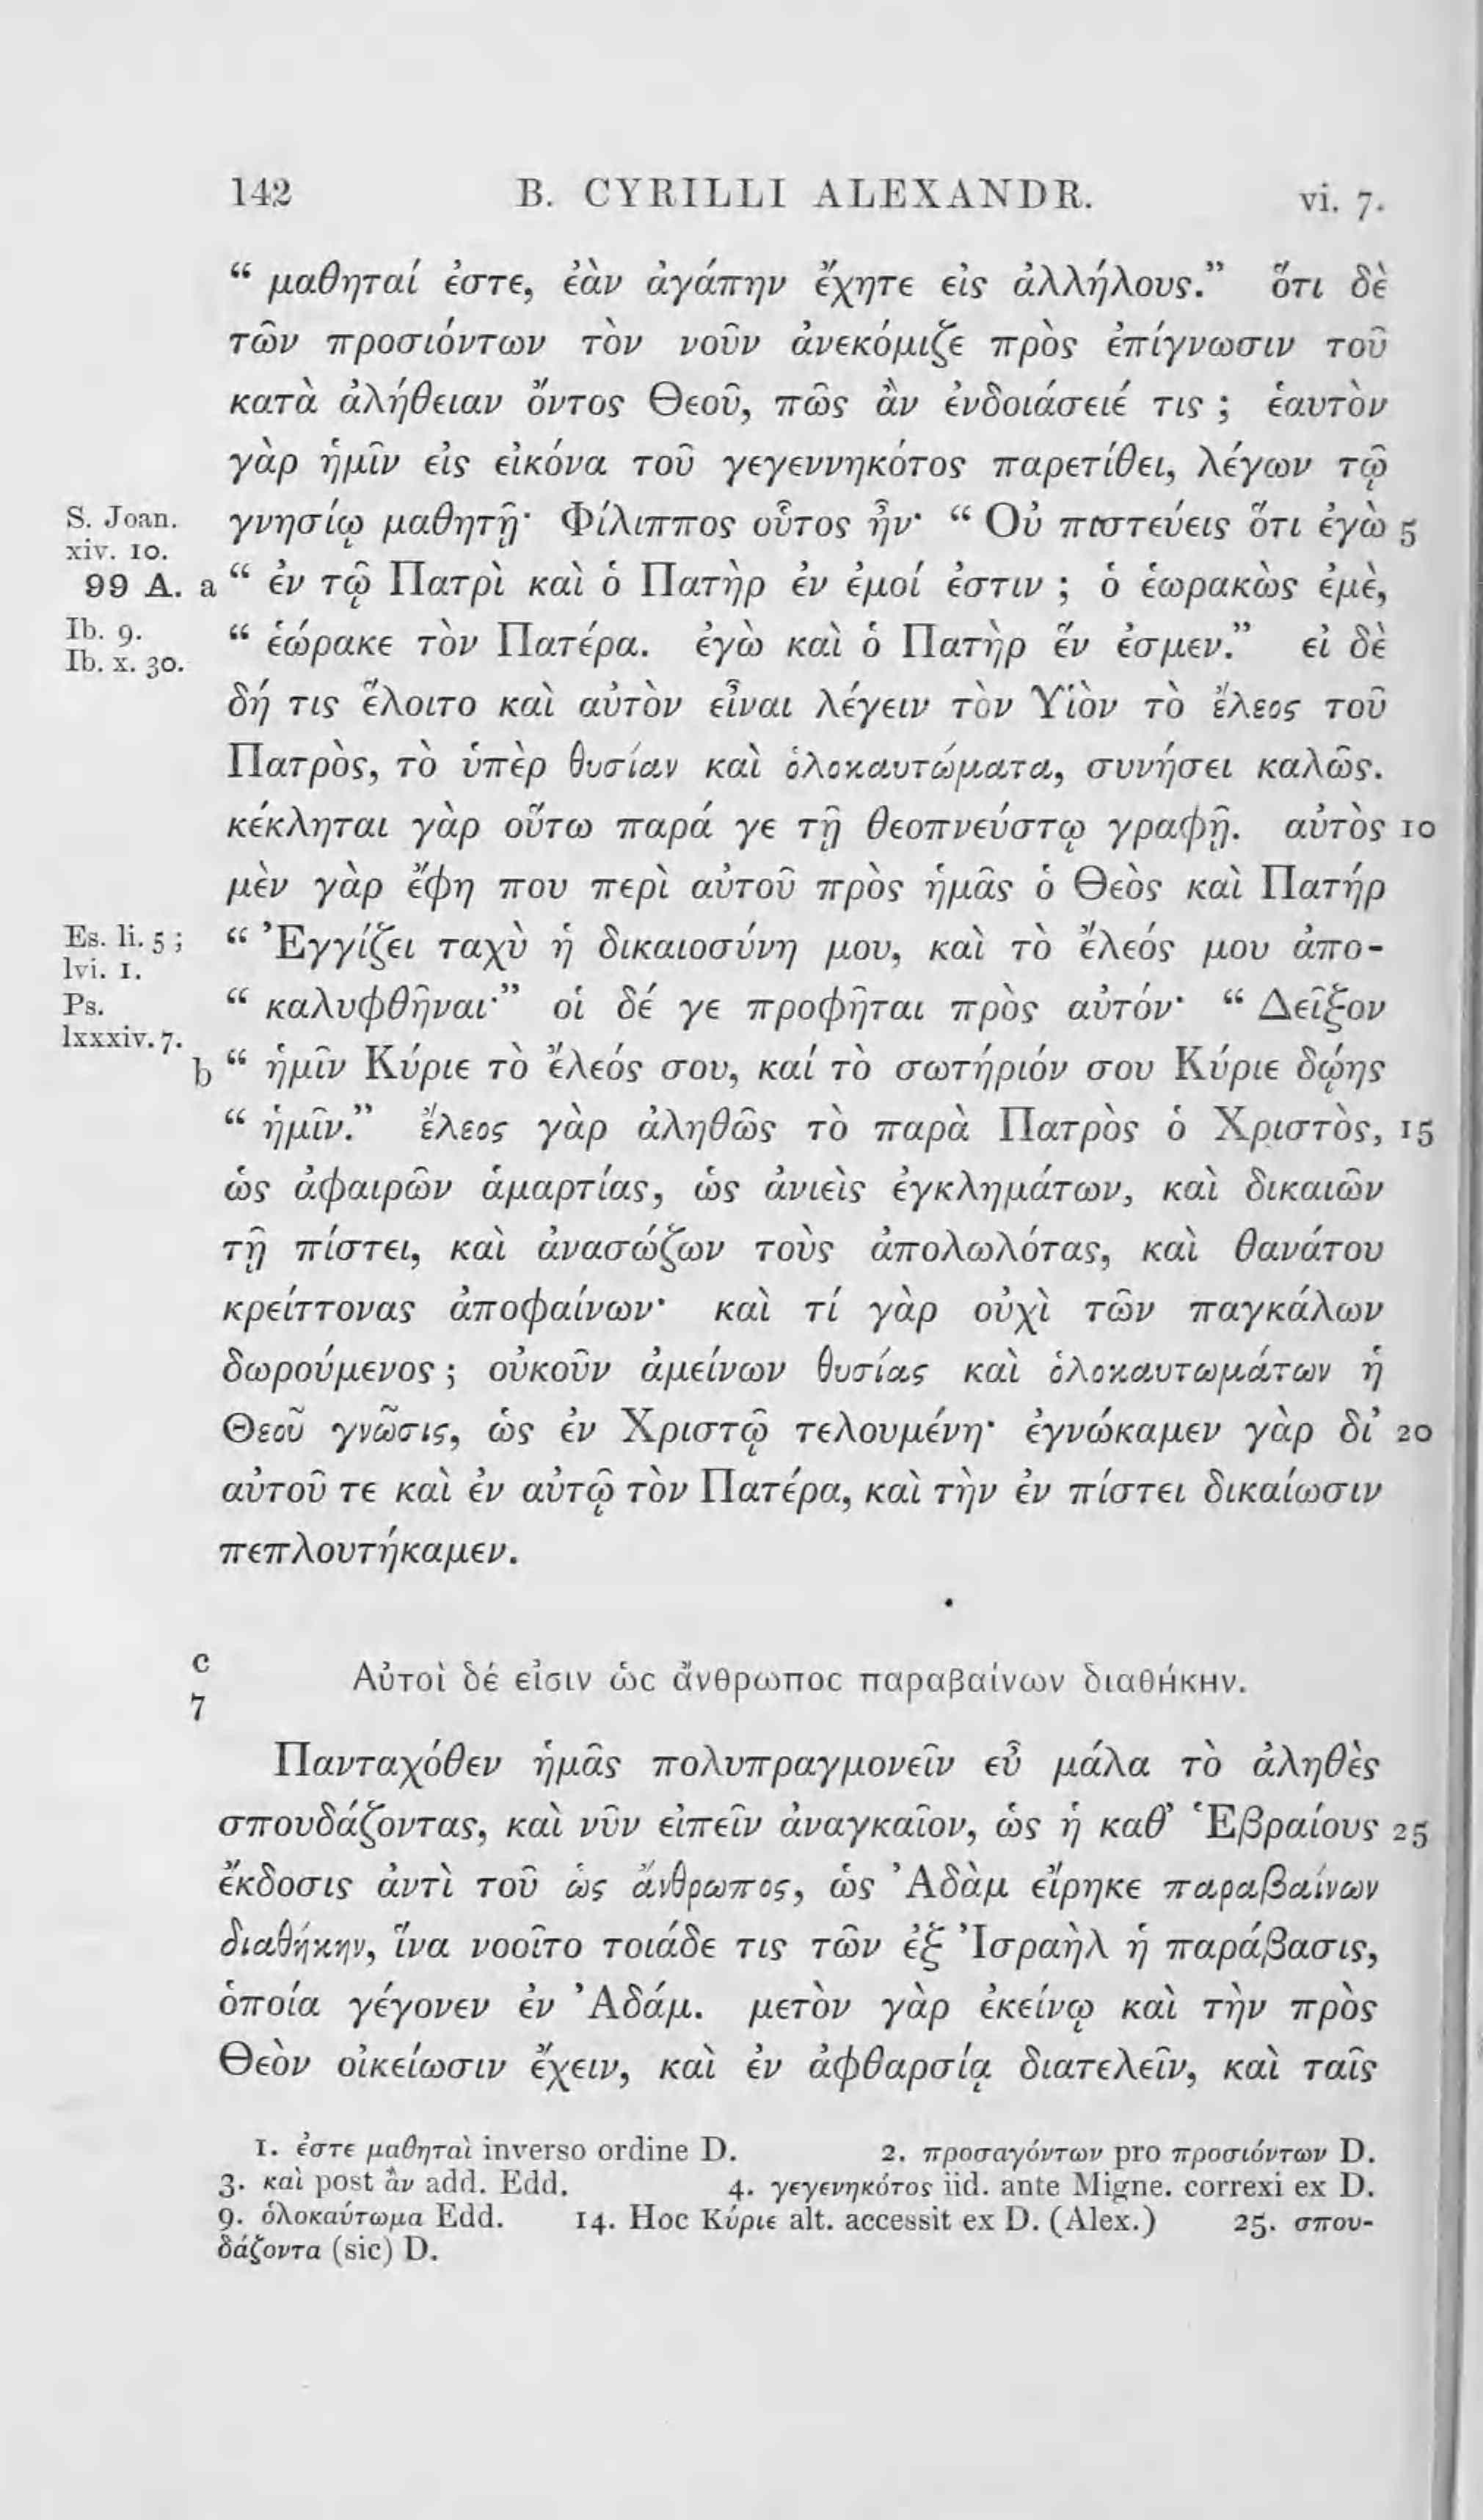 142 B. CYRILLI ALEXANDR. vi. 7.
“ μαθηταί ἐστε, ἐὰν ἀγάπην ἔχητε εἰς ἀλλήλους.” ὅτι δὲ
τῶν προσιόντων τὸν νοῦν ἀνεκόμιζε πρὸς ἐπίγνωσιν τοῦ
κατὰ ἀλήθειαν ὄντος Θεοῦ, πῶς ἂν ἐνδοιάσειέ τις ; ἑαυτὸν
γὰρ ἡμῖν εἰς εἰκόνα τοῦ γεγεννηκότος παρετίθει, λέγων τῷ
S. Joan. γνησίῳ μαθητῇ· Φίλιππος οὗτος ἦν· “ Οὐ πιστεύεις ὅτι ἐγὼ 5
xiv. 10.
99 A. a “ ἐν τῷ Πατρὶ καὶ ὁ Πατὴρ ἐν ἐμοί ἐστιν ; ὁ ἑωρακὼς ἐμὲ,
Ib. 9. “ ἑώρακε τὸν Πατέρα. ἐγὼ καὶ ὁ Πατὴρ ἕν ἐσμεν.” εἰ δὲ
Ib. x. 30.
δή τις ἕλοιτο καὶ αὐτὸν εἶναι λέγειν τὸν Υἱὸν τὸ ἔλεος τοῦ
Πατρὸς, τὸ ὑπὲρ θυσίαν καὶ ὁλοκαυτώματα, συνήσει καλῶς.
κέκληται γὰρ οὕτω παρά γε τῇ θεοπνεύστῳ γραφῇ. αὐτὸς 10
μὲν γὰρ ἔφη που περὶ αὐτοῦ πρὸς ἡμᾶς ὁ Θεὸς καὶ Πατήρ
Es. li. 5 ; “ Ἐγγίζει ταχὺ ἡ δικαιοσύνη μου, καὶ τὸ ἔλεός μου ἀπο-
lvi. 1.
Ps. “ καλυφθῆναι·” οἱ δέ γε προφῆται πρὸς αὐτόν· “ Δεῖξον
lxxxiv. 7.
b “ ἡμῖν Κύριε τὸ ἔλεός σου, καί τὸ σωτήριόν σου Κύριε δῴης
“ ἡμῖν.” ἔλεος γὰρ ἀληθῶς τὸ παρὰ Πατρὸς ὁ Χριστὸς, 15
ὡς ἀφαιρῶν ἁμαρτίας, ὡς ἀνιεὶς ἐγκλημάτων, καὶ δικαιῶν
τῇ πίστει, καὶ ἀνασώζων τοὺς ἀπολωλότας, καὶ θανάτου
κρείττονας ἀποφαίνων· καὶ τί γὰρ οὐχὶ τῶν παγκάλων
δωρούμενος ; οὐκοῦν ἀμείνων θυσίας καὶ ὁλοκαυτωμάτων ἡ
Θεοῦ γνῶσις, ὡς ἐν Χριστῷ τελουμένη· ἐγνώκαμεν γὰρ δι’ 20
αὐτοῦ τε καὶ ἐν αὐτῷ τὸν Πατέρα, καὶ τὴν ἐν πίστει δικαίωσιν
πεπλουτήκαμεν.
c
7 Αὐτοὶ δέ εἰσιν ὡς ἄνθρωπος παραβαίνων διαθήκην.
Πανταχόθεν ἡμᾶς πολυπραγμονεῖν εὖ μάλα τὸ ἀληθὲς
σπουδάζοντας, καὶ νῦν εἰπεῖν ἀναγκαῖον, ὡς ἡ καθ’ Ἑβραίους 25
ἔκδοσις ἀντὶ τοῦ ὡς ἄνθρωπος, ὡς Ἀδὰμ εἴρηκε παραβαίνων
διαθήκην, ἵνα νοοῖτο τοιάδε τις τῶν ἐξ Ἰσραὴλ ἡ παράβασις,
ὁποία γέγονεν ἐν Ἀδάμ. μετὸν γὰρ ἐκείνῳ καὶ τὴν πρὸς
Θεὸν οἰκείωσιν ἔχειν, καὶ ἐν ἀφθαρσίᾳ διατελεῖν, καὶ ταῖς
1. ἐστε μαθηταὶ inverso ordine D. 2. προσαγόντων pro προσιόντων D.
3. καὶ post ἂν add. Edd. 4. γεγενηκότος iid. ante Migne. correxi ex D.
9. ὁλοκαύτωμα Edd. 14. Hoc Κύριε alt. accessit ex D. (Alex.) 25. σπου-
δάζοντα (sic) D.